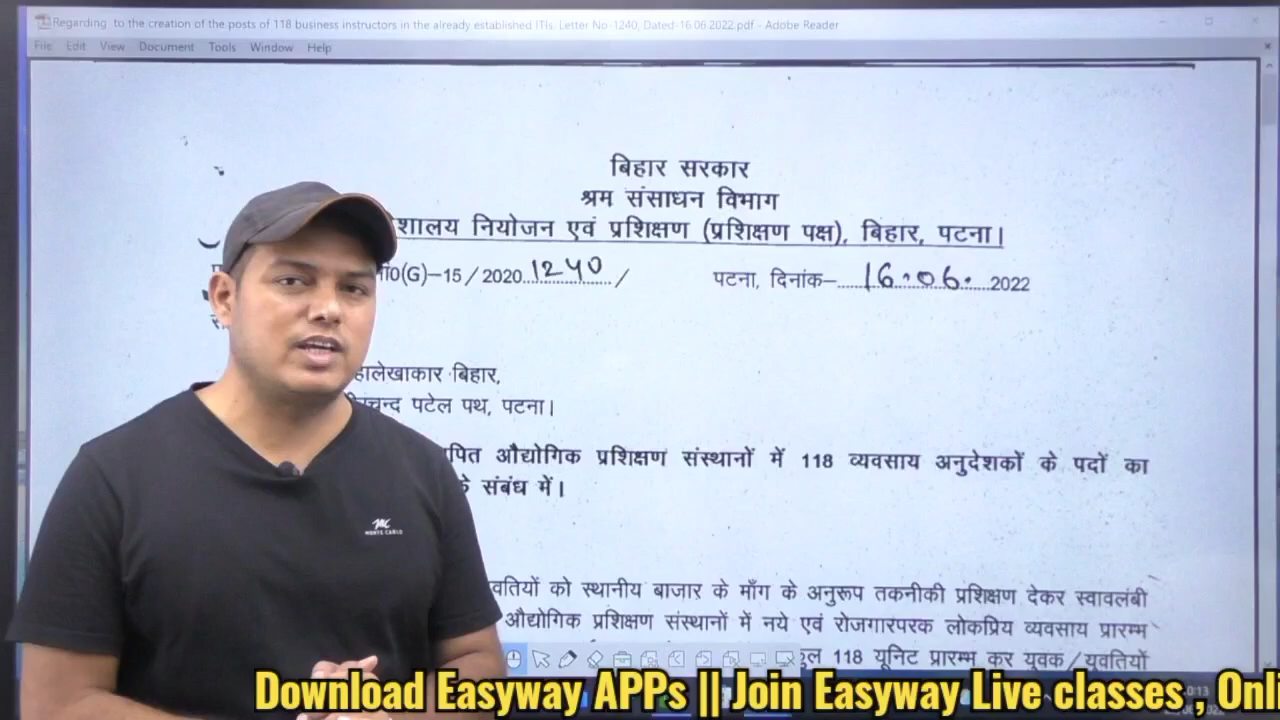 Regarding to the creation of the posts of 118 business instructors in the already established ITIs. Letter No-1240, Dated-16.06.2022.pdf - Adobe Reader
File Edit View Document Tools Window Help
बिहार सरकार
श्रम संसाधन विभाग
नियोजन एवं प्रशिक्षण (प्रशिक्षण पक्ष), बिहार, पटना।
(G)-15/2020 1240 /
पटना, दिनांक- 16.06. 2022
बिहार,
पटेल पथ, पटना।
औद्योगिक प्रशिक्षण संस्थानों में 118 व्यवसाय अनुदेशकों के पदों का
संबंध में।
को स्थानीय बाजार के माँग के अनुरूप तकनीकी प्रशिक्षण देकर स्वावलंबी
औद्योगिक प्रशिक्षण संस्थानों में नये एवं रोजगारपरक लोकप्रिय व्यवसाय प्रारम्भ
118 यूनिट प्रारम्भ कर युवक/युवतियों
MONTE CARLO
Download Easyway APPs || Join Easyway Live classes , Onli